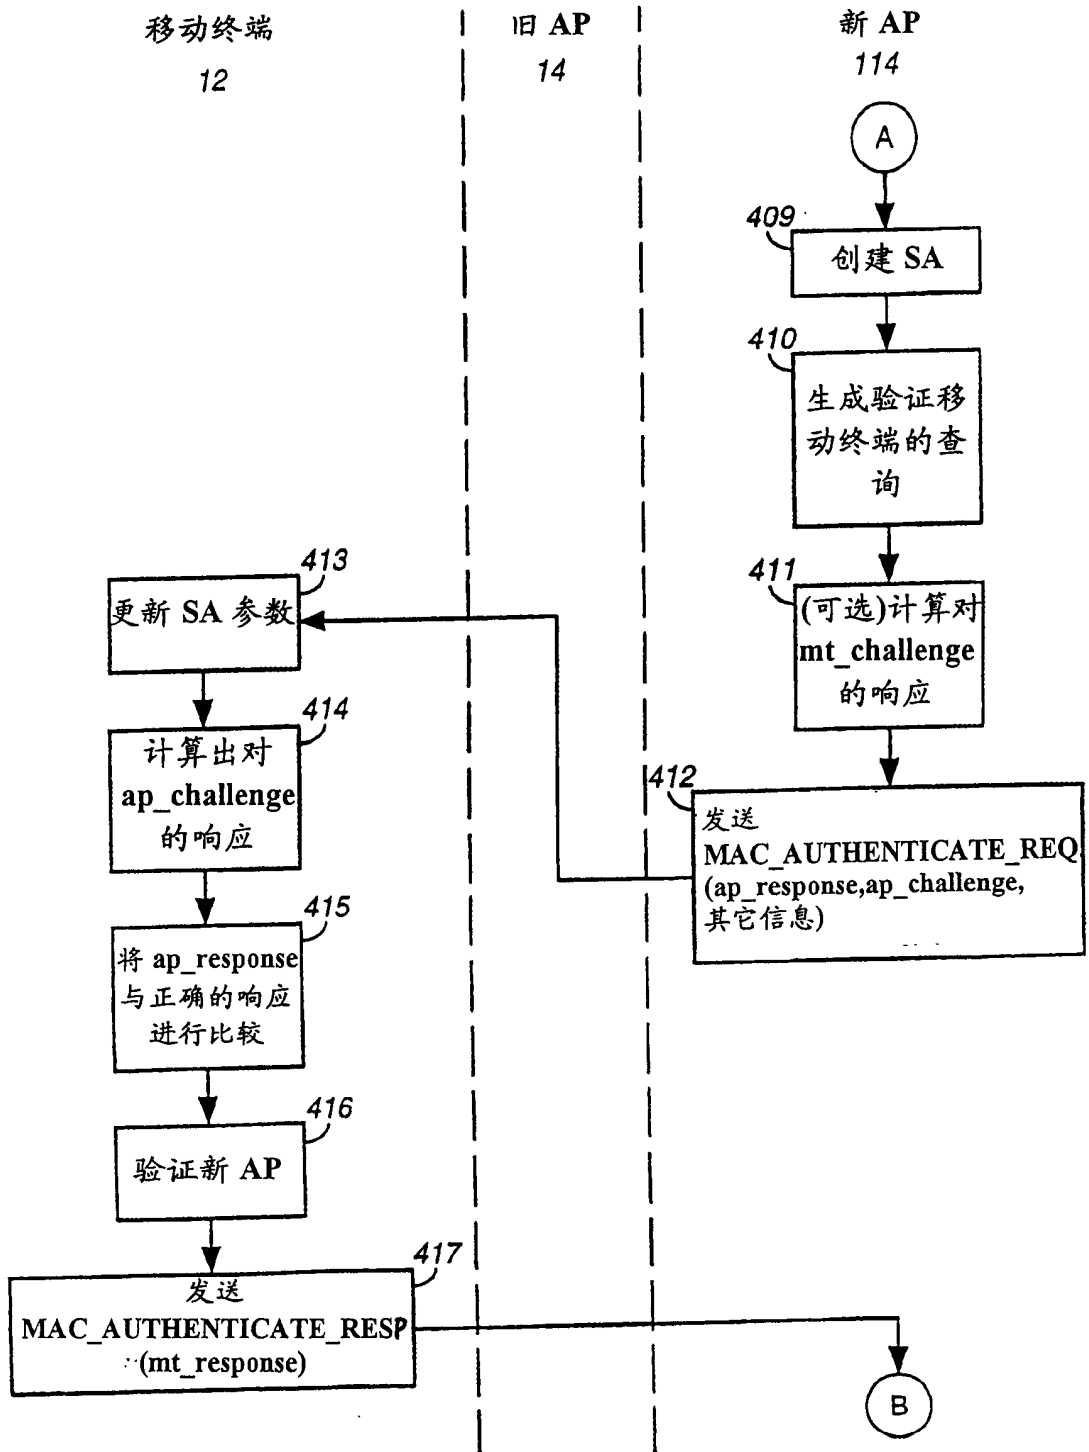 移动终端
12
旧 AP
14
新 AP
114
A
409
创建 SA
410
生成验证移
动终端的查
询
411
(可选)计算对
mt_challenge
的响应
412
发送
MAC_AUTHENTICATE_REQ
(ap_response,ap_challenge,
其它信息)
413
更新 SA 参数
414
计算出对
ap_challenge
的响应
415
将 ap_response
与正确的响应
进行比较
416
验证新 AP
417
发送
MAC_AUTHENTICATE_RESP
(mt_response)
B